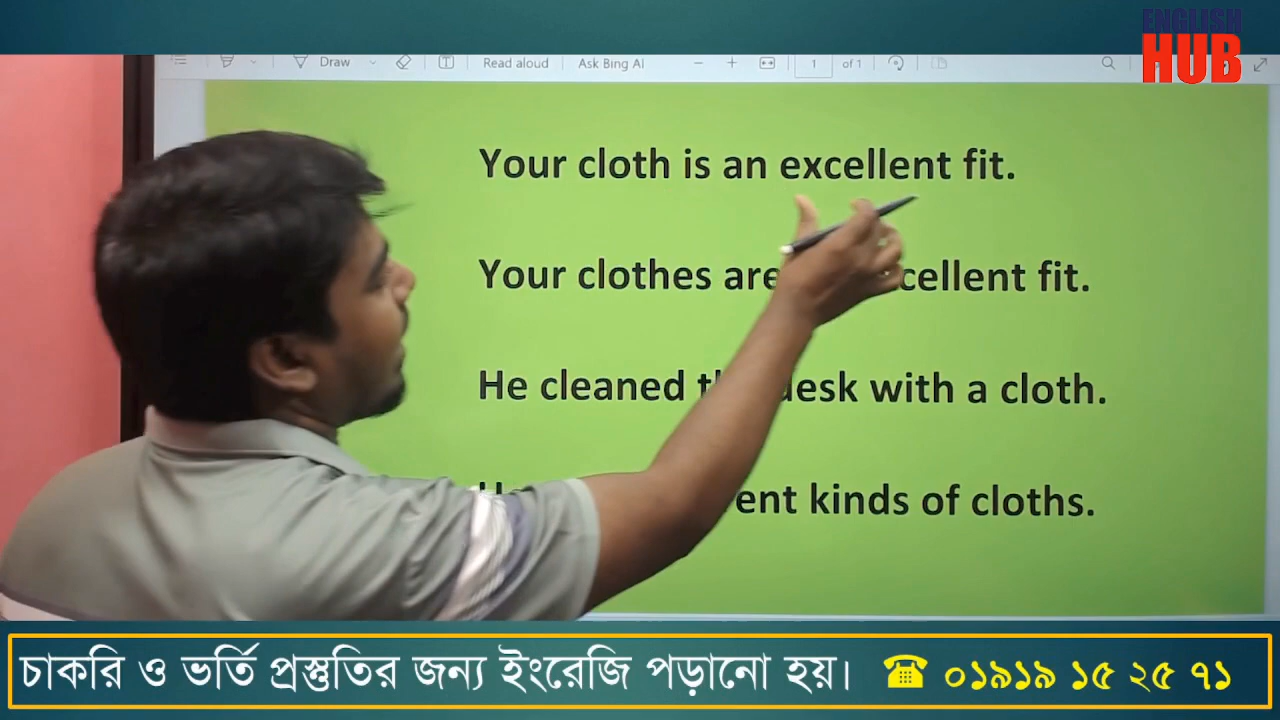 ENGLISH
HUB
Draw
Read aloud
Ask Bing AI
1
of 1
Your cloth is an excellent fit.
Your clothes are cellent fit.
He cleaned desk with a cloth.
ent kinds of cloths.
চাকরি ও ভর্তি প্রস্তুতির জন্য ইংরেজি পড়ানো হয়। ☎ ০১৯১৯ ১৫ ২৫ ৭১